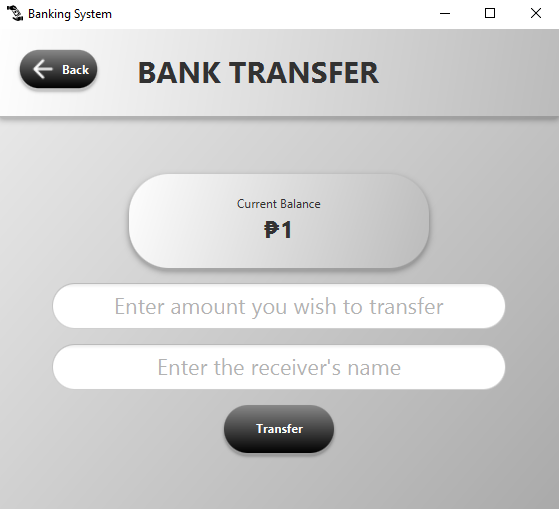 Banking System
Back
BANK TRANSFER
Current Balance
₱1
Enter amount you wish to transfer
Enter the receiver's name
Transfer